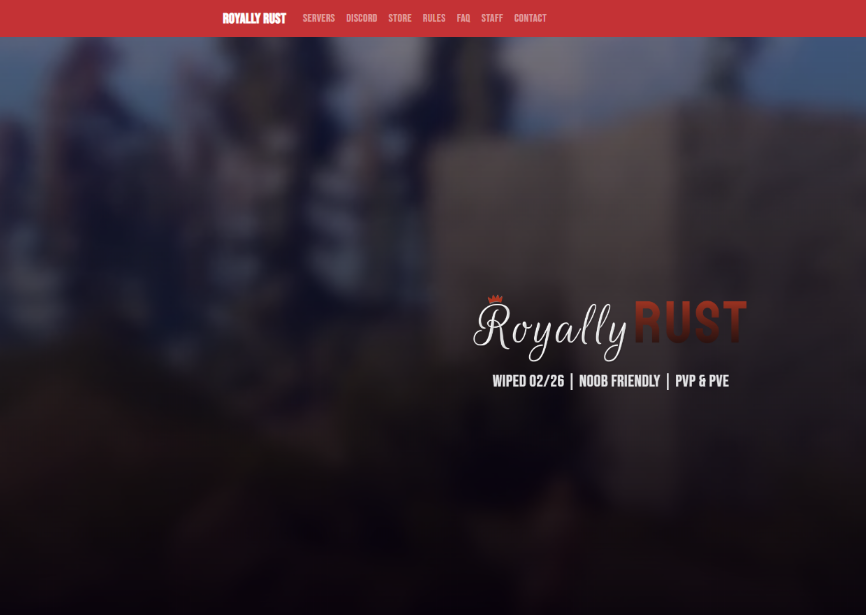 ROYALLY RUST SERVERS DISCORD STORE RULES FAQ STAFF CONTACT
Royally RUST
WIPED 02/26 | NOOB FRIENDLY | PVP & PVE